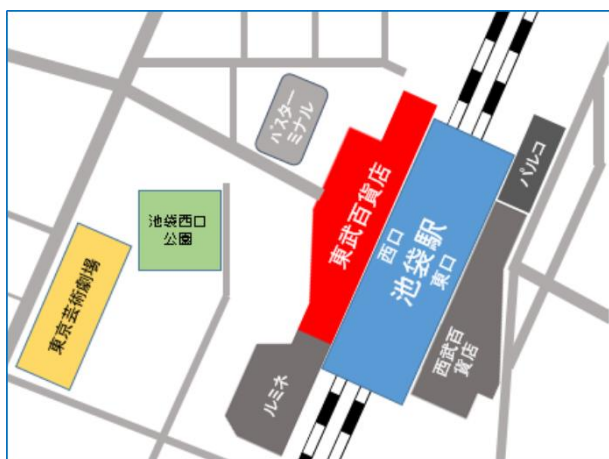 バスター
ミナル
パルコ
東武百貨店
西口
池袋駅
東口
池袋西口
公園
東京芸術劇場
西武百
貨店
ルミネ